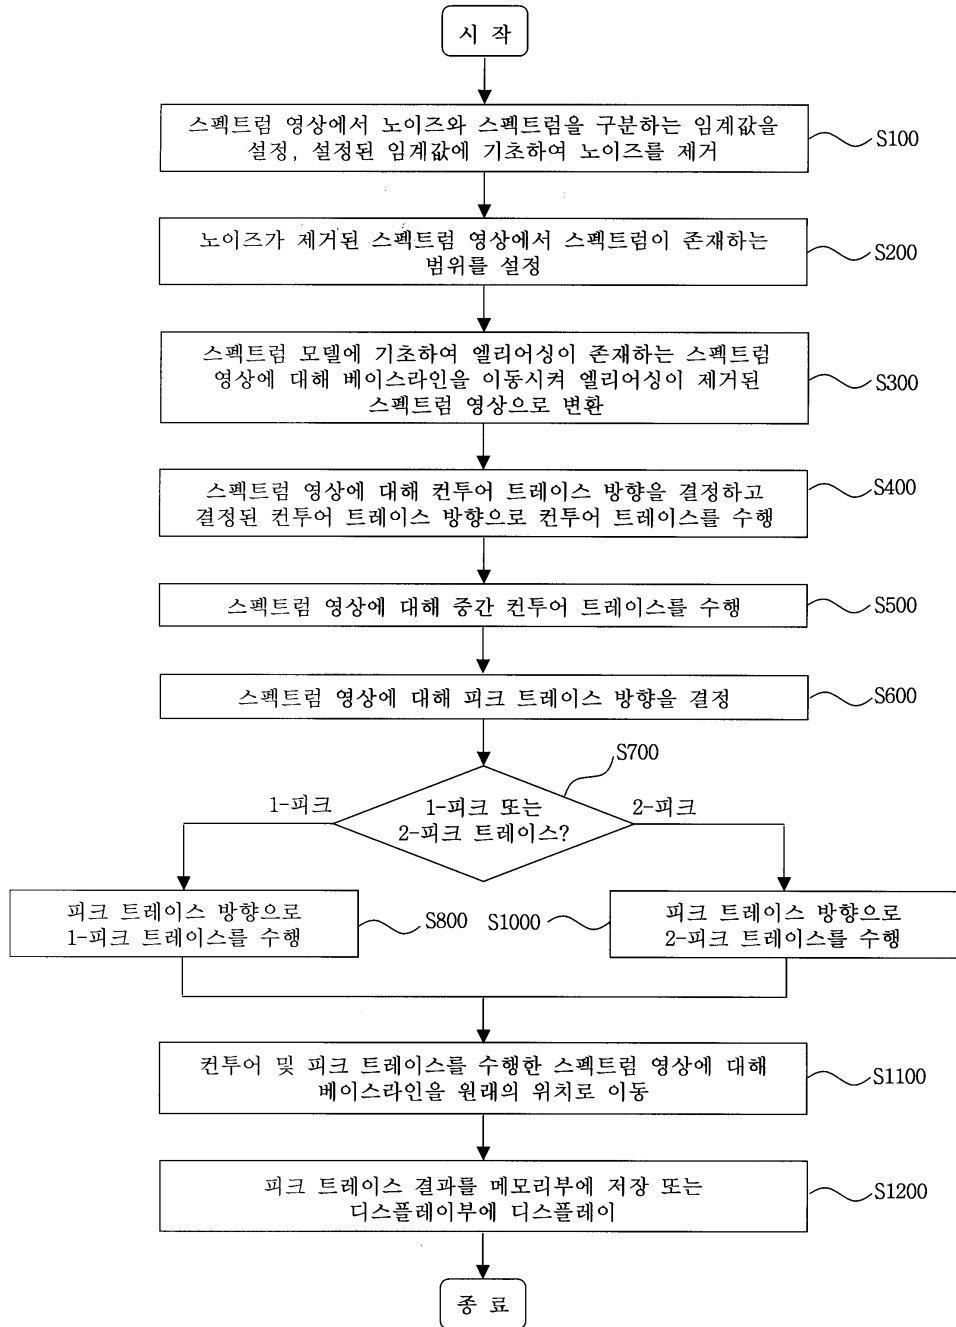 시 작
스펙트럼 영상에서 노이즈와 스펙트럼을 구분하는 임계값을
설정, 설정된 임계값에 기초하여 노이즈를 제거
S100
노이즈가 제거된 스펙트럼 영상에서 스펙트럼이 존재하는
범위를 설정
S200
스펙트럼 모델에 기초하여 엘리어싱이 존재하는 스펙트럼
영상에 대해 베이스라인을 이동시켜 엘리어싱이 제거된
스펙트럼 영상으로 변환
S300
스펙트럼 영상에 대해 컨투어 트레이스 방향을 결정하고
결정된 컨투어 트레이스 방향으로 컨투어 트레이스를 수행
S400
스펙트럼 영상에 대해 중간 컨투어 트레이스를 수행
S500
스펙트럼 영상에 대해 피크 트레이스 방향을 결정
S600
S700
1-피크
1-피크 또는
2-피크 트레이스?
2-피크
피크 트레이스 방향으로
1-피크 트레이스를 수행
S800
S1000
피크 트레이스 방향으로
2-피크 트레이스를 수행
컨투어 및 피크 트레이스를 수행한 스펙트럼 영상에 대해
베이스라인을 원래의 위치로 이동
S1100
피크 트레이스 결과를 메모리부에 저장 또는
디스플레이부에 디스플레이
S1200
종 료